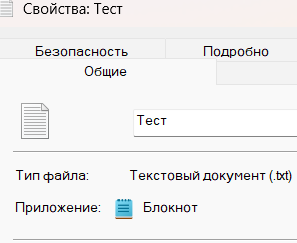 Свойства: Тест
Безопасность Подробно
Общие
Тест
Тип файла: Текстовый документ (.txt)
Приложение: Блокнот